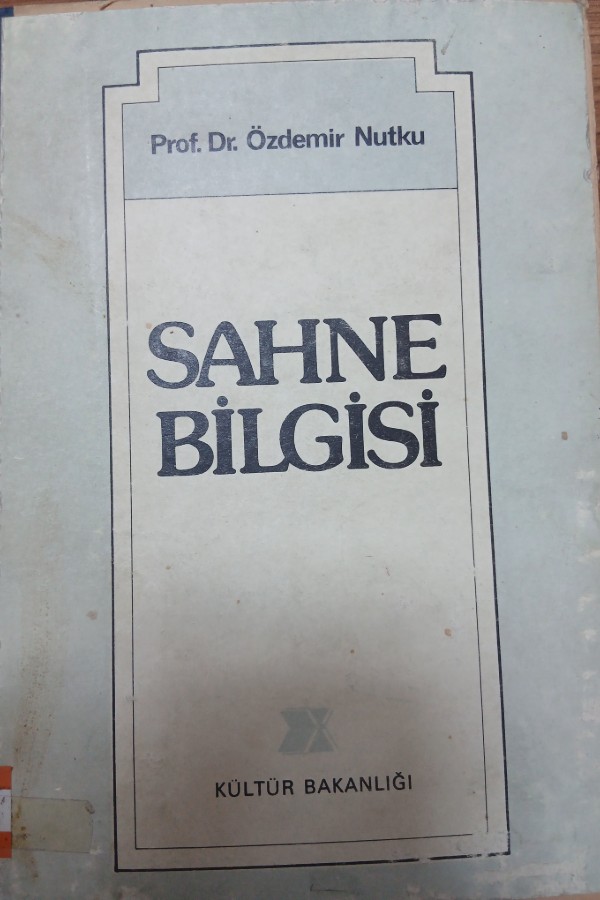 Prof. Dr. Özdemir Nutku
SAHNE
BİLGİSİ
KÜLTÜR BAKANLIĞI